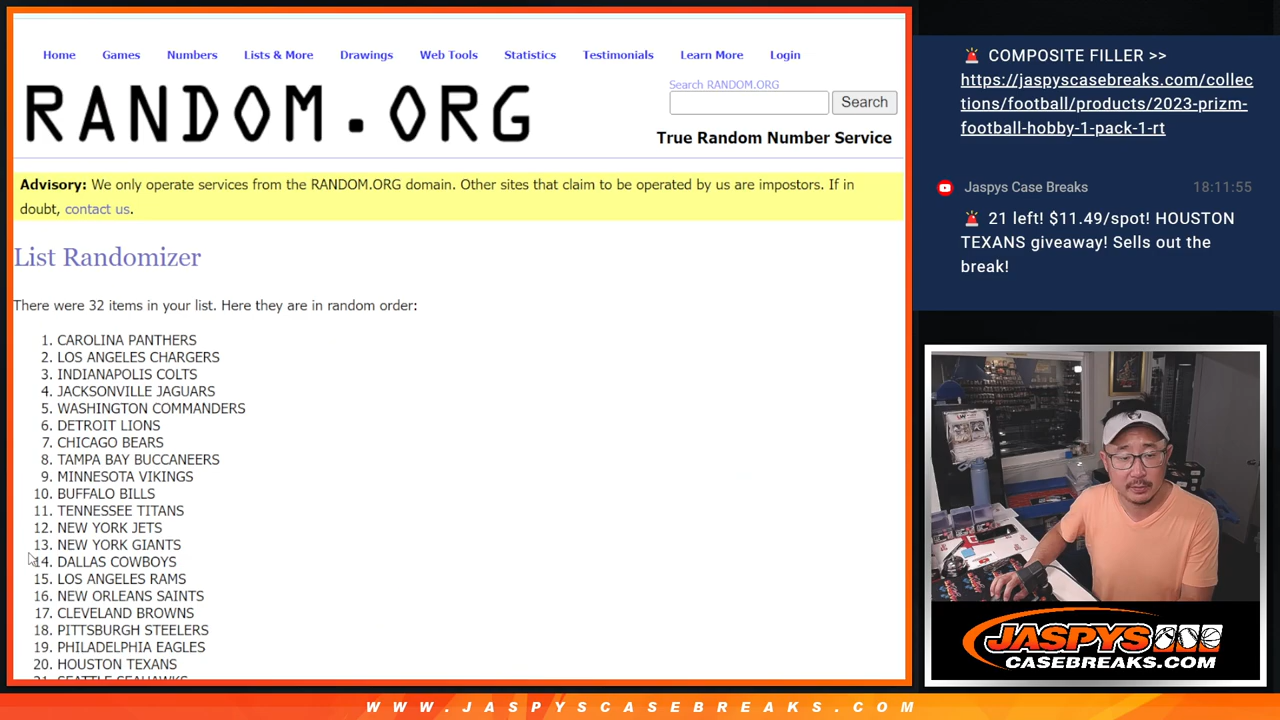 Home Games Numbers Lists & More Drawings Web Tools Statistics Testimonials Learn More Login
RANDOM.ORG
Search RANDOM.ORG
Search
True Random Number Service
Advisory: We only operate services from the RANDOM.ORG domain. Other sites that claim to be operated by us are impostors. If in
doubt, contact us.
List Randomizer
There were 32 items in your list. Here they are in random order:
1. CAROLINA PANTHERS
2. LOS ANGELES CHARGERS
3. INDIANAPOLIS COLTS
4. JACKSONVILLE JAGUARS
5. WASHINGTON COMMANDERS
6. DETROIT LIONS
7. CHICAGO BEARS
8. TAMPA BAY BUCCANEERS
9. MINNESOTA VIKINGS
10. BUFFALO BILLS
11. TENNESSEE TITANS
12. NEW YORK JETS
13. NEW YORK GIANTS
14. DALLAS COWBOYS
15. LOS ANGELES RAMS
16. NEW ORLEANS SAINTS
17. CLEVELAND BROWNS
18. PITTSBURGH STEELERS
19. PHILADELPHIA EAGLES
20. HOUSTON TEXANS
21. SEATTLE SEAHAWKS
🚨 COMPOSITE FILLER >>
https://jaspyscasebreaks.com/collec
tions/football/products/2023-prizm-
football-hobby-1-pack-1-rt
Jaspys Case Breaks 18:11:55
🚨 21 left! $11.49/spot! HOUSTON
TEXANS giveaway! Sells out the
break!
JASPYS
CASEBREAKS.COM
WWW.JASPYSCASEBREAKS.COM